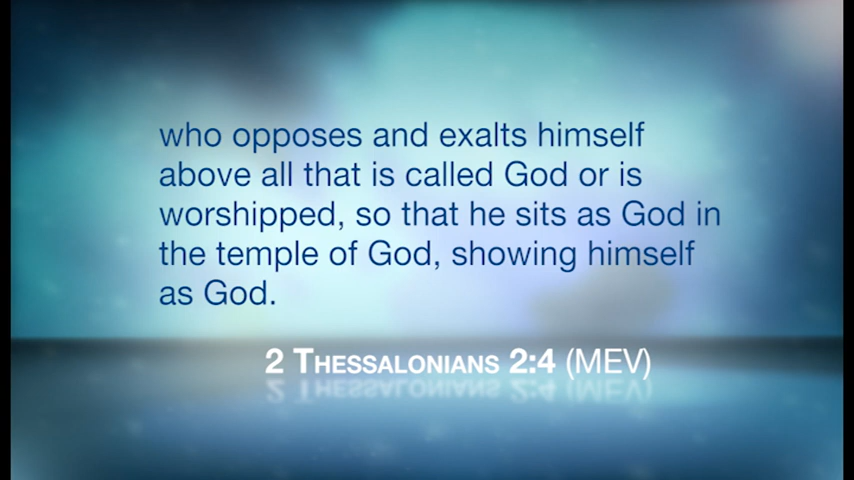 who opposes and exalts himself
above all that is called God or is
worshipped, so that he sits as God in
the temple of God, showing himself
as God.
2 THESSALONIANS 2:4 (MEV)